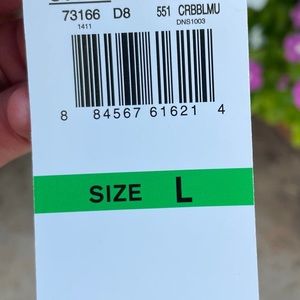 73166 D8 551 CRBBLMU
1411 DNS1003
8 84567 61621 4
SIZE L